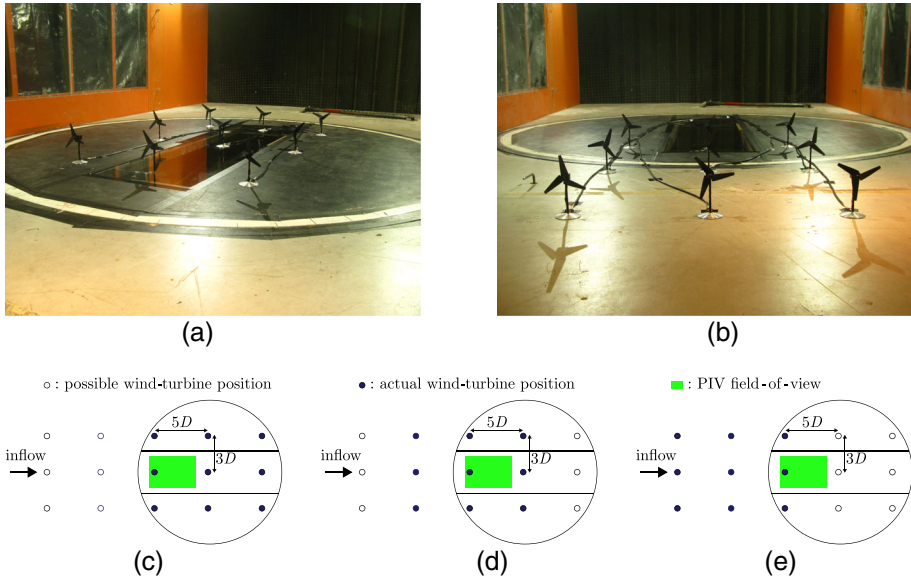 (a)
(b)
: possible wind-turbine position
: actual wind-turbine position
: PIV field-of-view
5D
3D
inflow
(c)
5D
3D
inflow
(d)
5D
3D
inflow
(e)